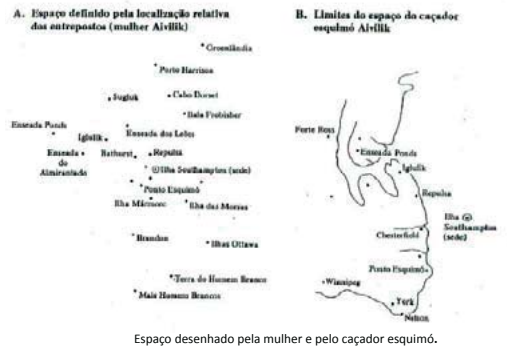 A. Espaço definido pela localização relativa
dos entrepostos (mulher Aivilik)
Groenlândia
Porto Harrison
Sugluk
Cabo Dorset
Baía Frobisher
Enseada Ponds
Enseada dos Lobos
Iglulik
Enseada
do
Almirantado
Bathurst
Repulsa
Ilha Southampton (sede)
Ponto Esquimó
Ilha Mármore
Ilha das Morsas
Brandon
Ilhas Ottawa
Terra do Homem Branco
Mais Homens Brancos
B. Limites do espaço do caçador
esquimó Aivilik
Forte Ross
Enseada Ponds
Iglulik
Repulsa
Ilha
Southampton
(sede)
Chesterfield
Ponto Esquimó
Winnipeg
York
Nelson
Espaço desenhado pela mulher e pelo caçador esquimó.